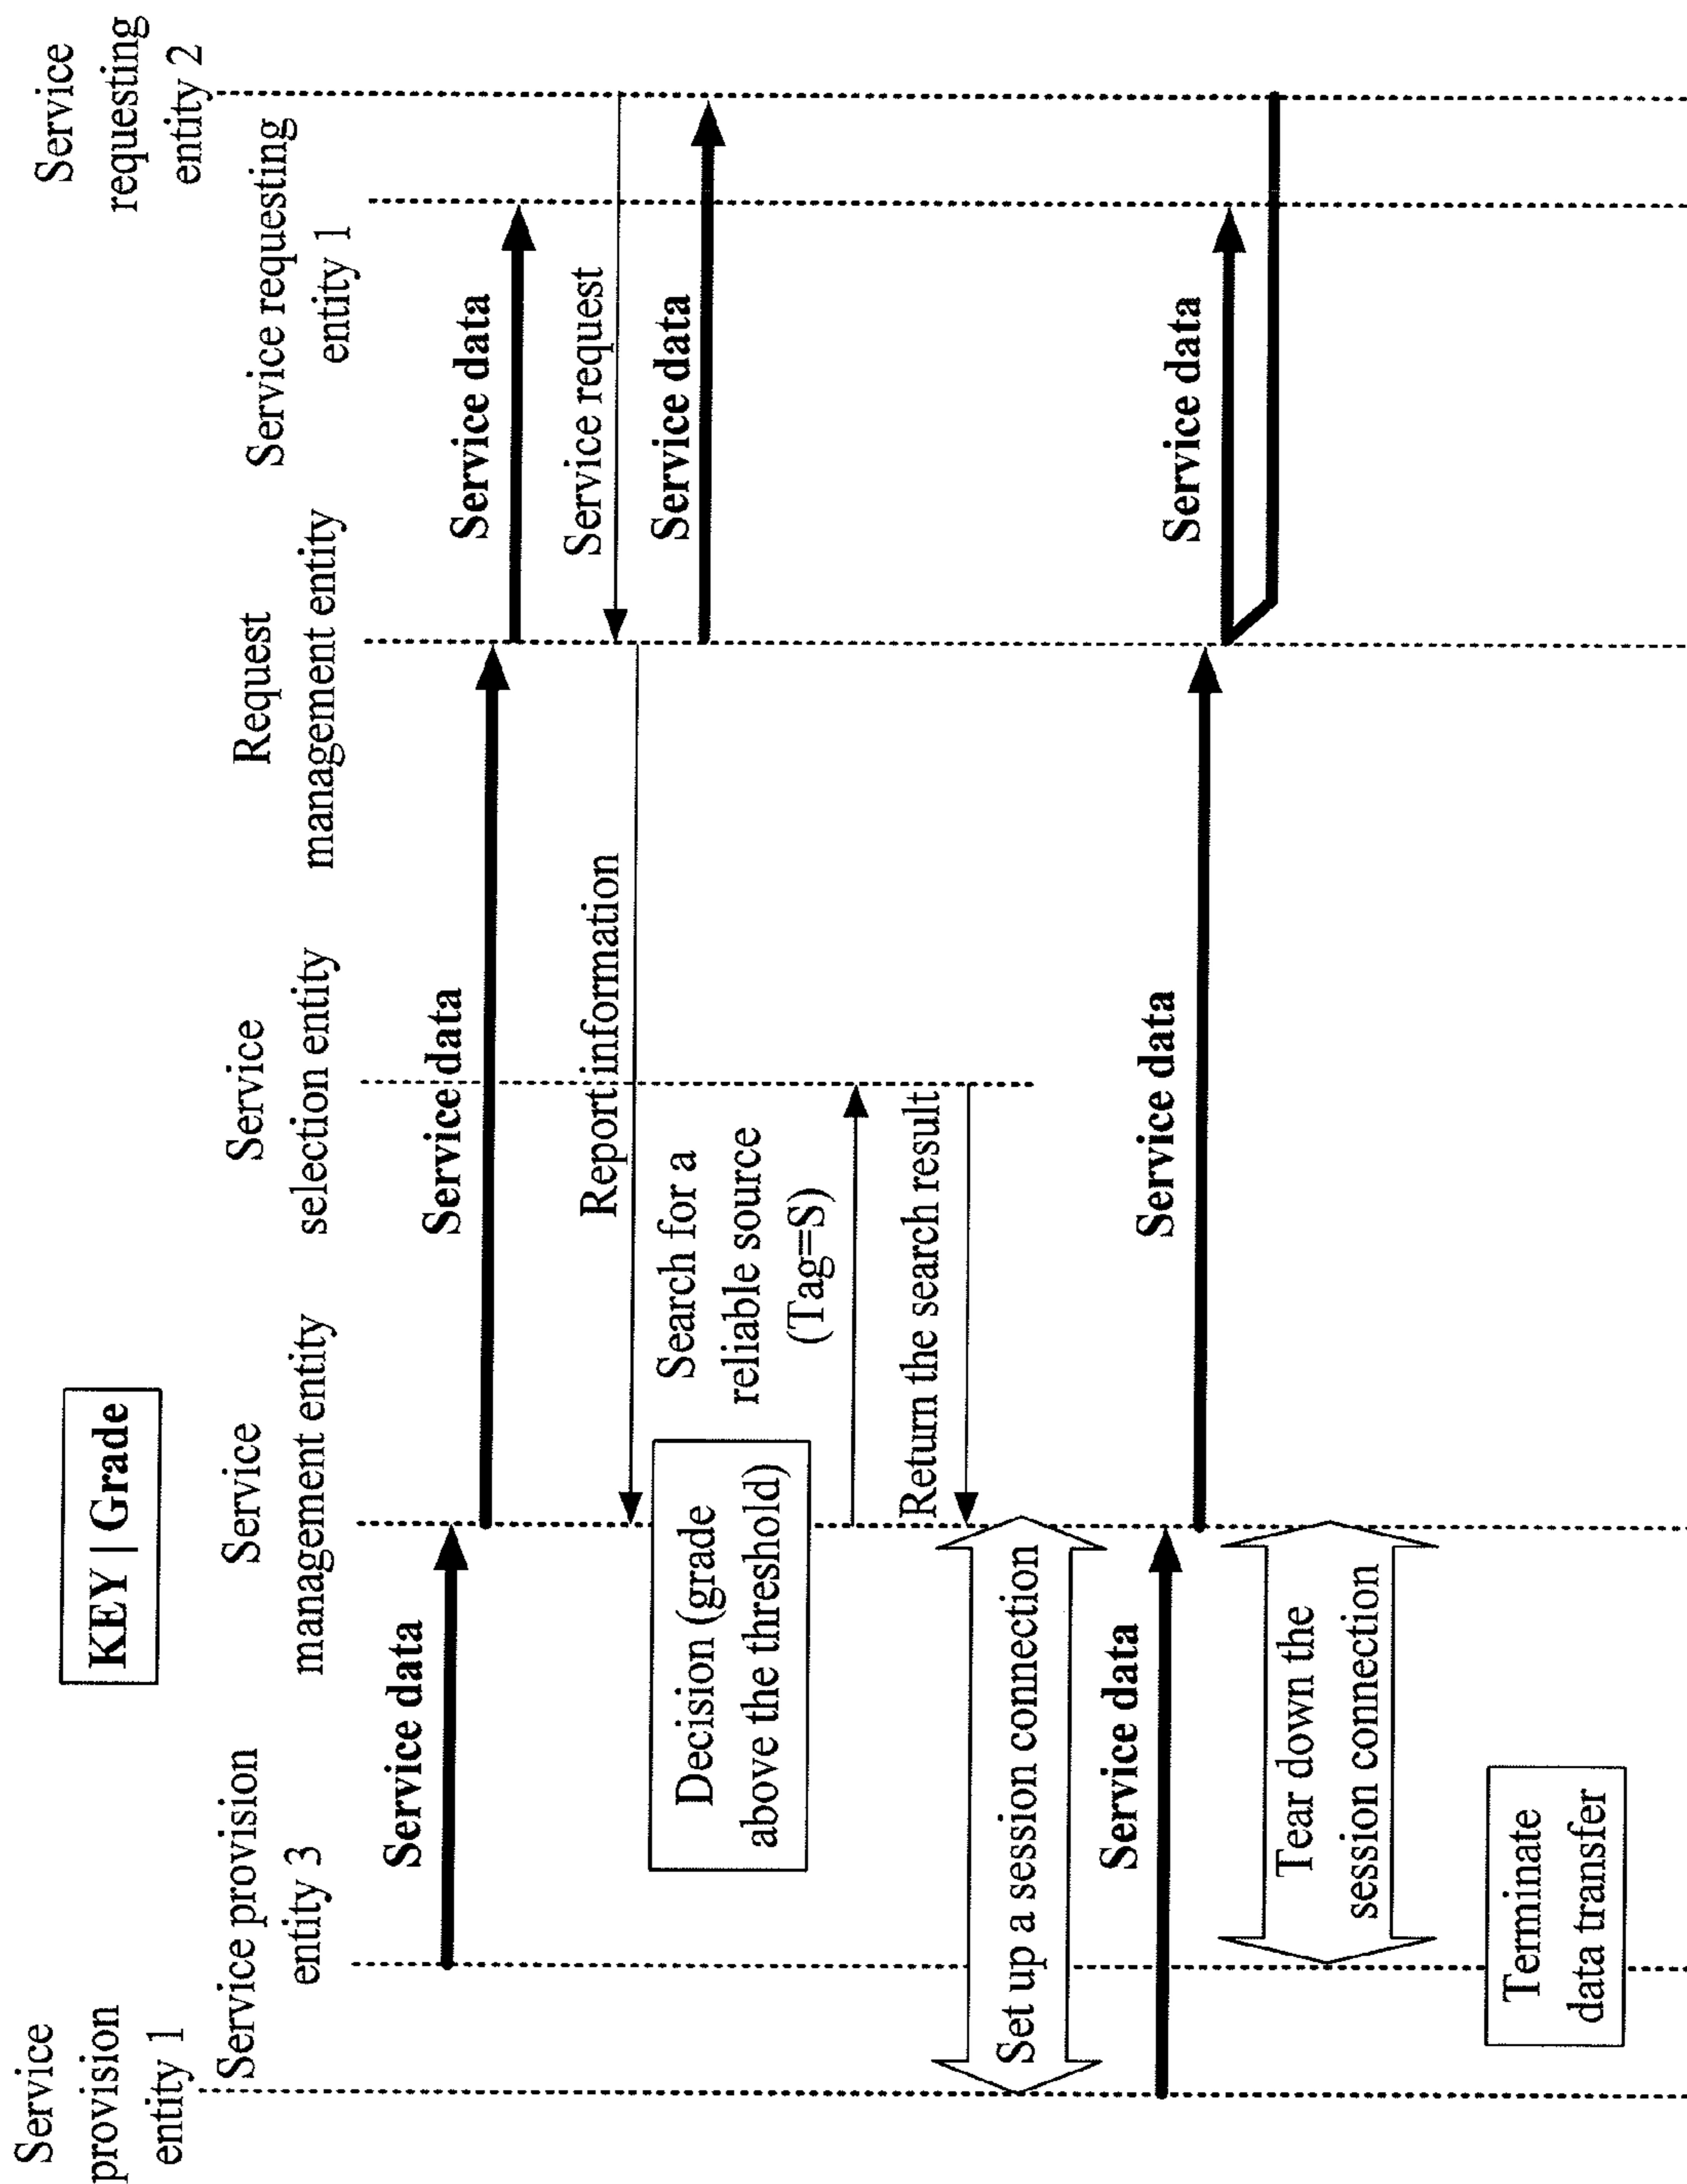 KEY | Grade
Service
provision
entity 1
Service provision
entity 3
Service
management entity
Service
selection entity
Request
management entity
Service requesting
entity 1
Service
requesting
entity 2
Service data
Service data
Service data
Service request
Report information
Service data
Decision (grade
above the threshold)
Search for a
reliable source
(Tag=S)
Return the search result
Set up a session connection
Service data
Service data
Service data
Tear down the
session connection
Terminate
data transfer